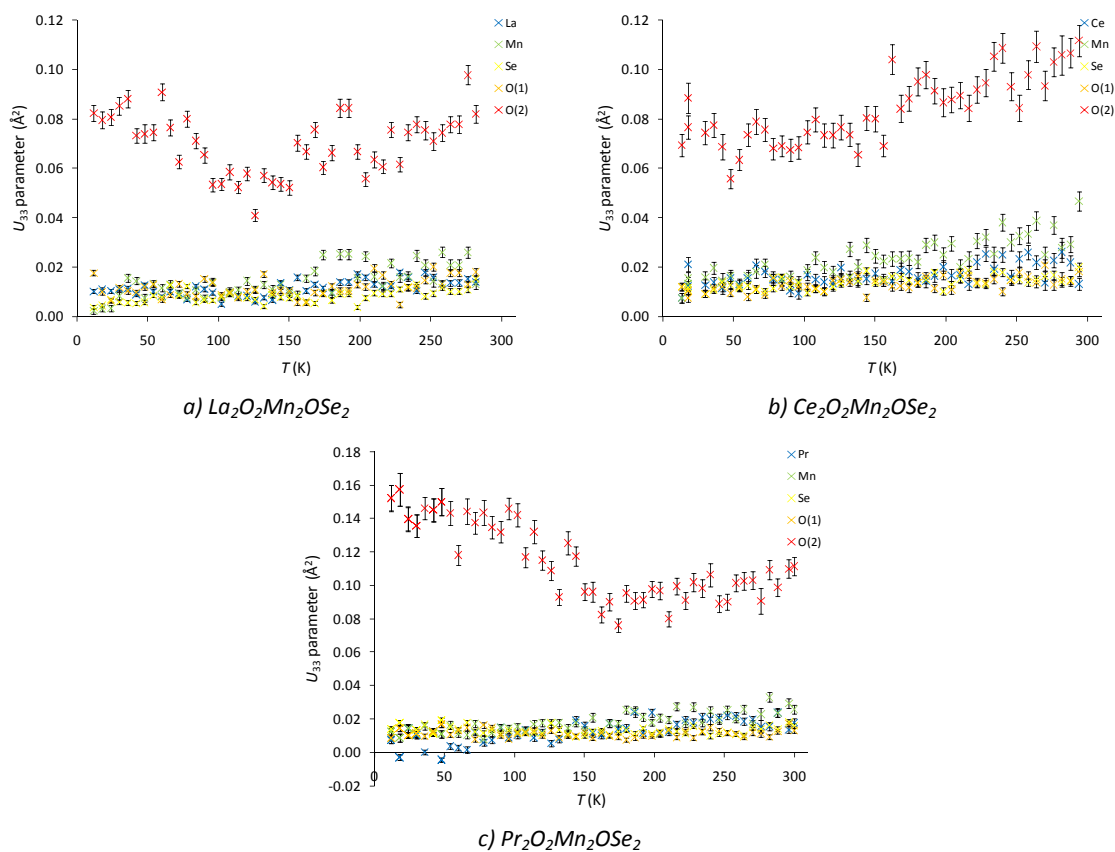 0.12
0.10
0.08
0.06
0.04
0.02
0.00
U₃₃ parameter (Å²)
0
50
100
150
200
250
300
T (K)
La
Mn
Se
O(1)
O(2)
a) La₂O₂Mn₂OSe₂
0.12
0.10
0.08
0.06
0.04
0.02
0.00
U₃₃ parameter (Å²)
0
50
100
150
200
250
300
T (K)
Ce
Mn
Se
O(1)
O(2)
b) Ce₂O₂Mn₂OSe₂
0.18
0.16
0.14
0.12
0.10
0.08
0.06
0.04
0.02
0.00
-0.02
U₃₃ parameter (Å²)
0
50
100
150
200
250
300
T (K)
Pr
Mn
Se
O(1)
O(2)
c) Pr₂O₂Mn₂OSe₂